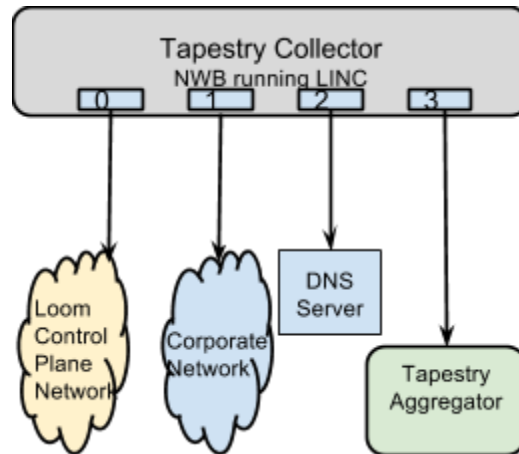 Tapestry Collector
NWB running LINC
0 1 2 3
Loom
Control
Plane
Network
Corporate
Network
DNS
Server
Tapestry
Aggregator